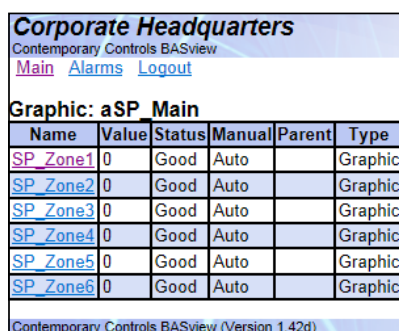 Corporate Headquarters
Contemporary Controls BASview
Main Alarms Logout
Graphic: aSP_Main
Name Value Status Manual Parent Type
SP_Zone1 0 Good Auto Graphic
SP_Zone2 0 Good Auto Graphic
SP_Zone3 0 Good Auto Graphic
SP_Zone4 0 Good Auto Graphic
SP_Zone5 0 Good Auto Graphic
SP_Zone6 0 Good Auto Graphic
Contemporary Controls BASview (Version 1.42d)